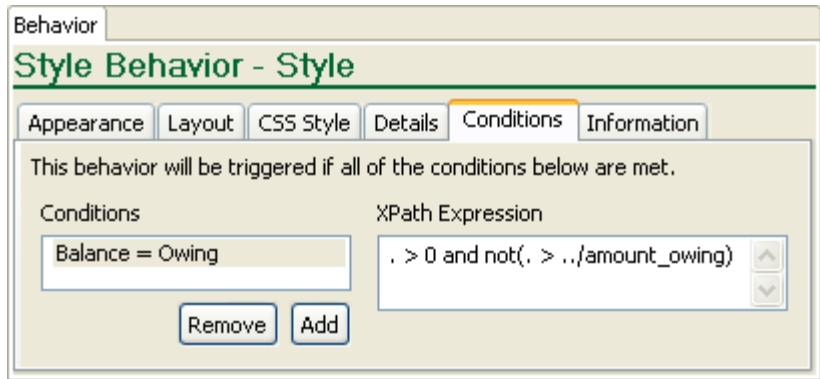 Behavior
Style Behavior - Style
Appearance Layout CSS Style Details Conditions Information
This behavior will be triggered if all of the conditions below are met.
Conditions XPath Expression
Balance = Owing . > 0 and not(. > ../amount_owing)
Remove Add